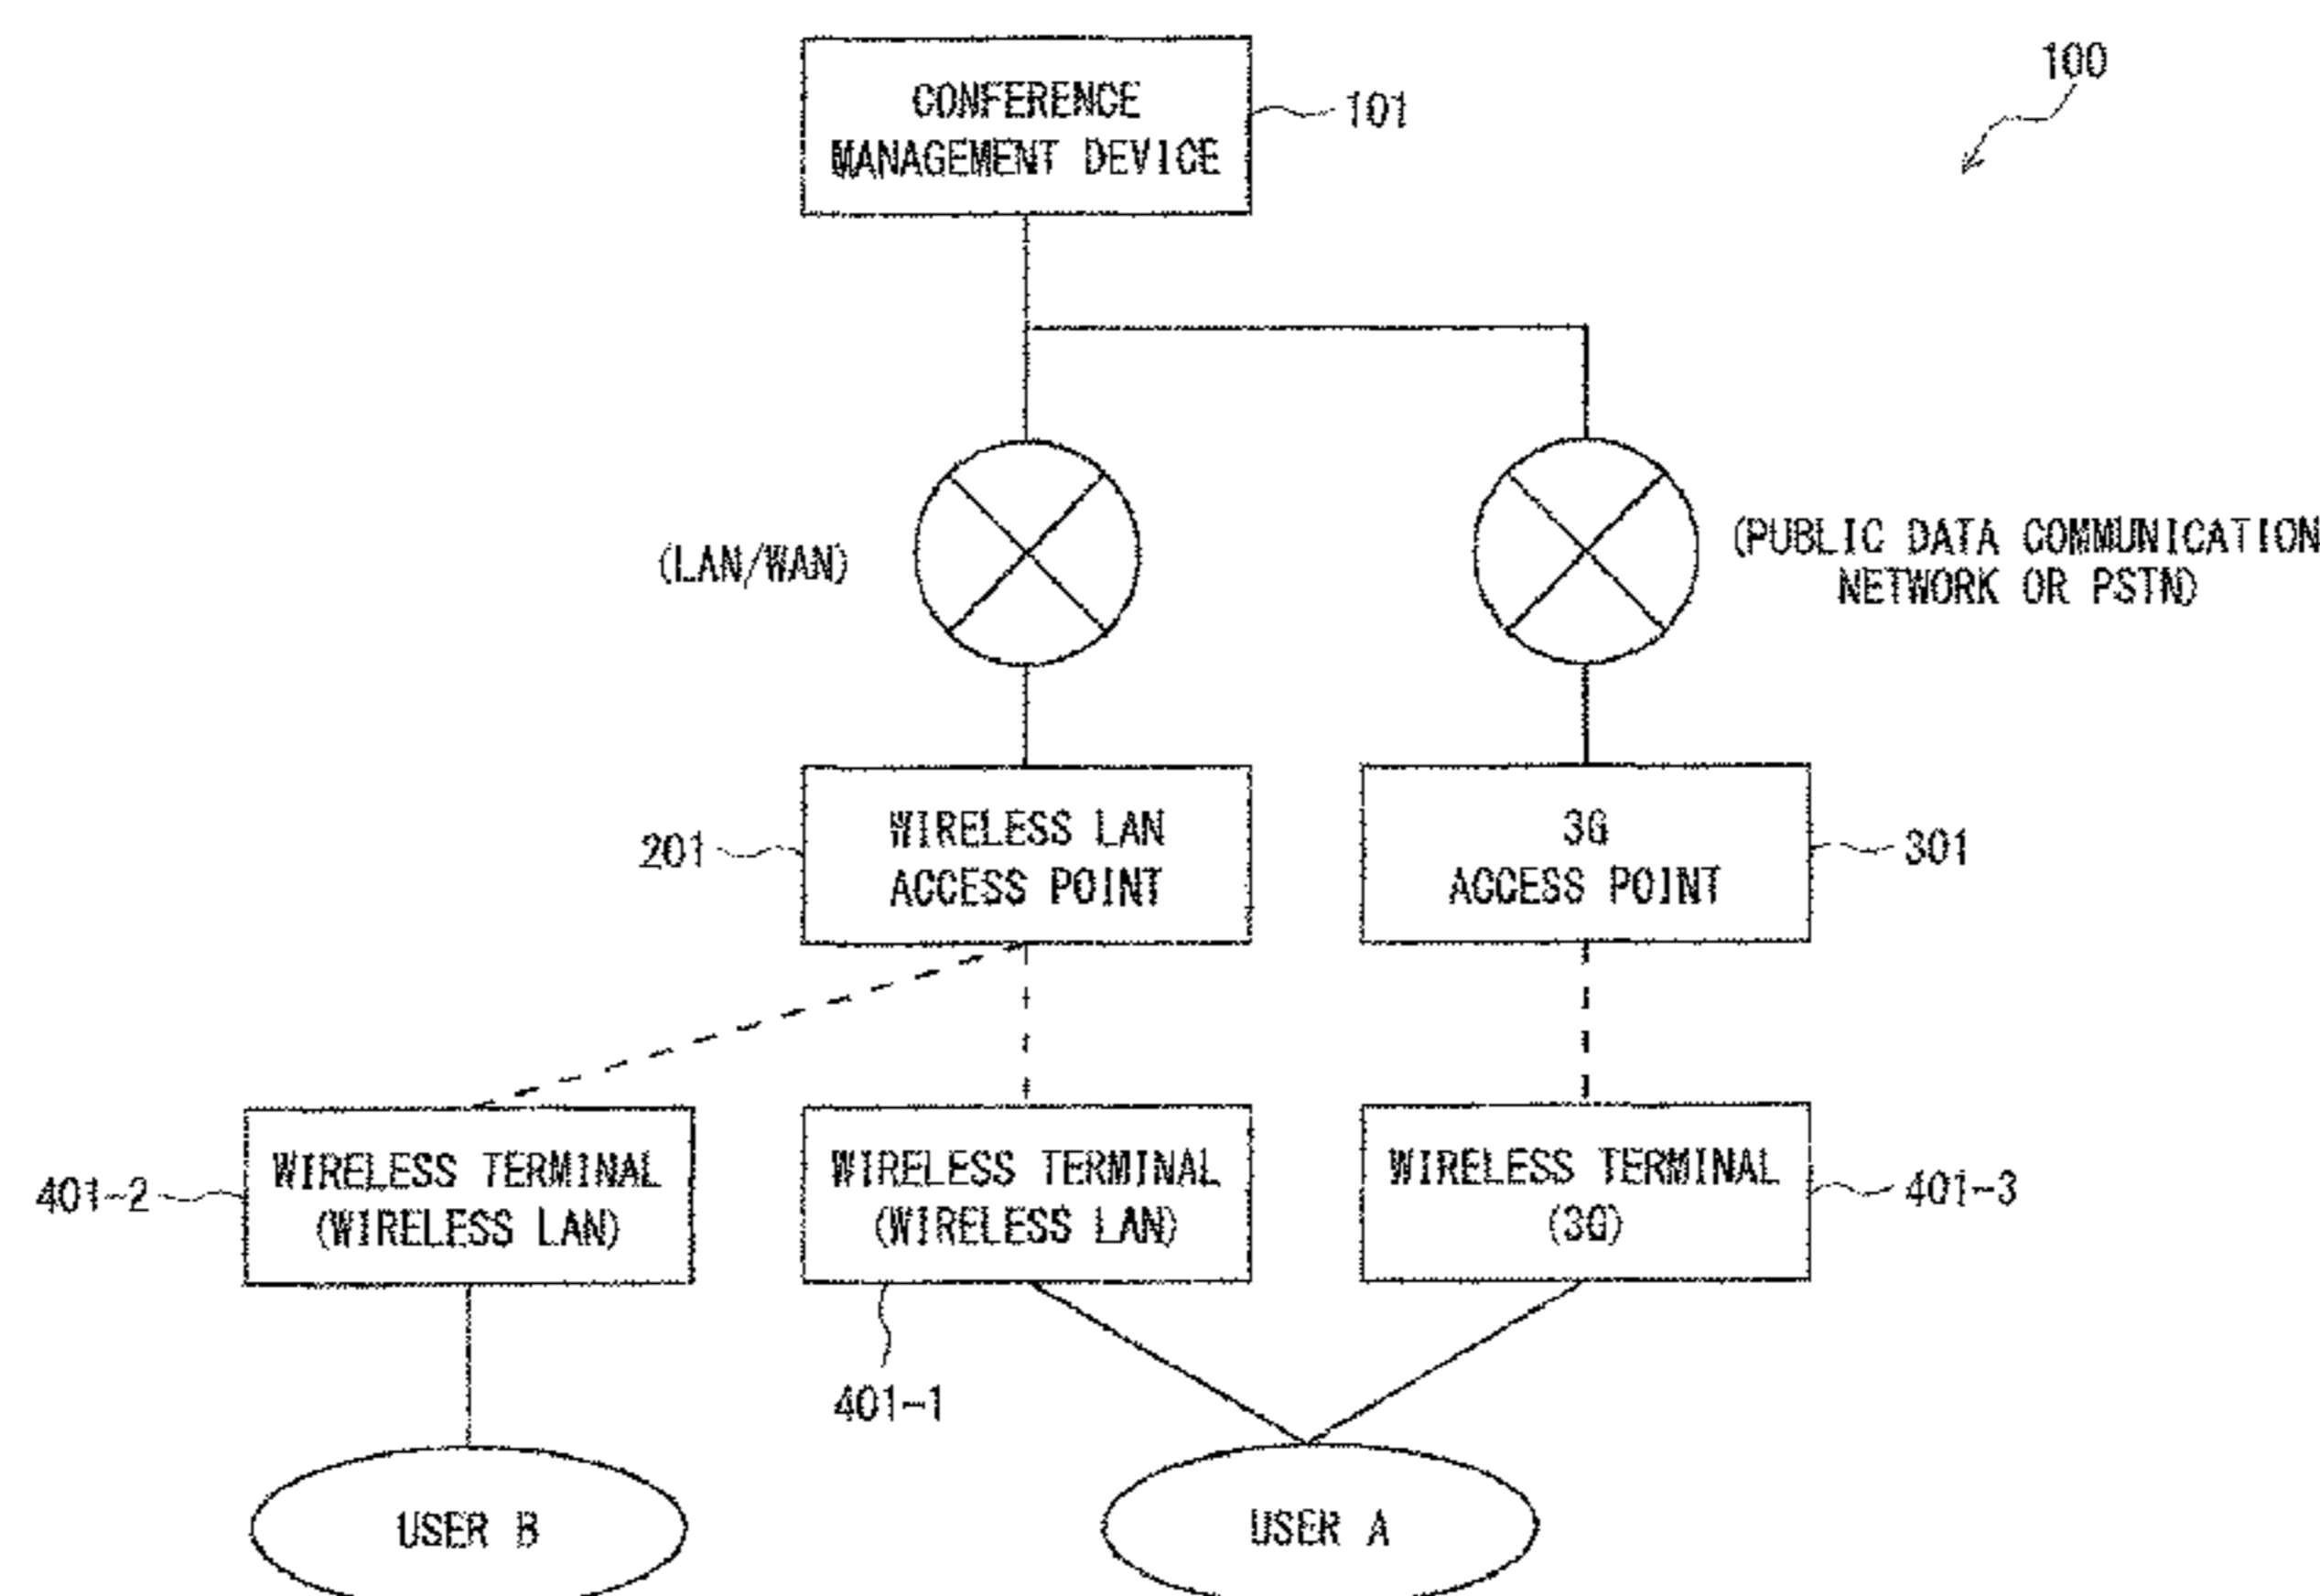 100
CONFERENCE
MANAGEMENT DEVICE
101
(LAN/WAN)
(PUBLIC DATA COMMUNICATION
NETWORK OR PSTN)
201
WIRELESS LAN
ACCESS POINT
3G
ACCESS POINT
301
401-2
WIRELESS TERMINAL
(WIRELESS LAN)
WIRELESS TERMINAL
(WIRELESS LAN)
WIRELESS TERMINAL
(3G)
401-3
401-1
USER B
USER A